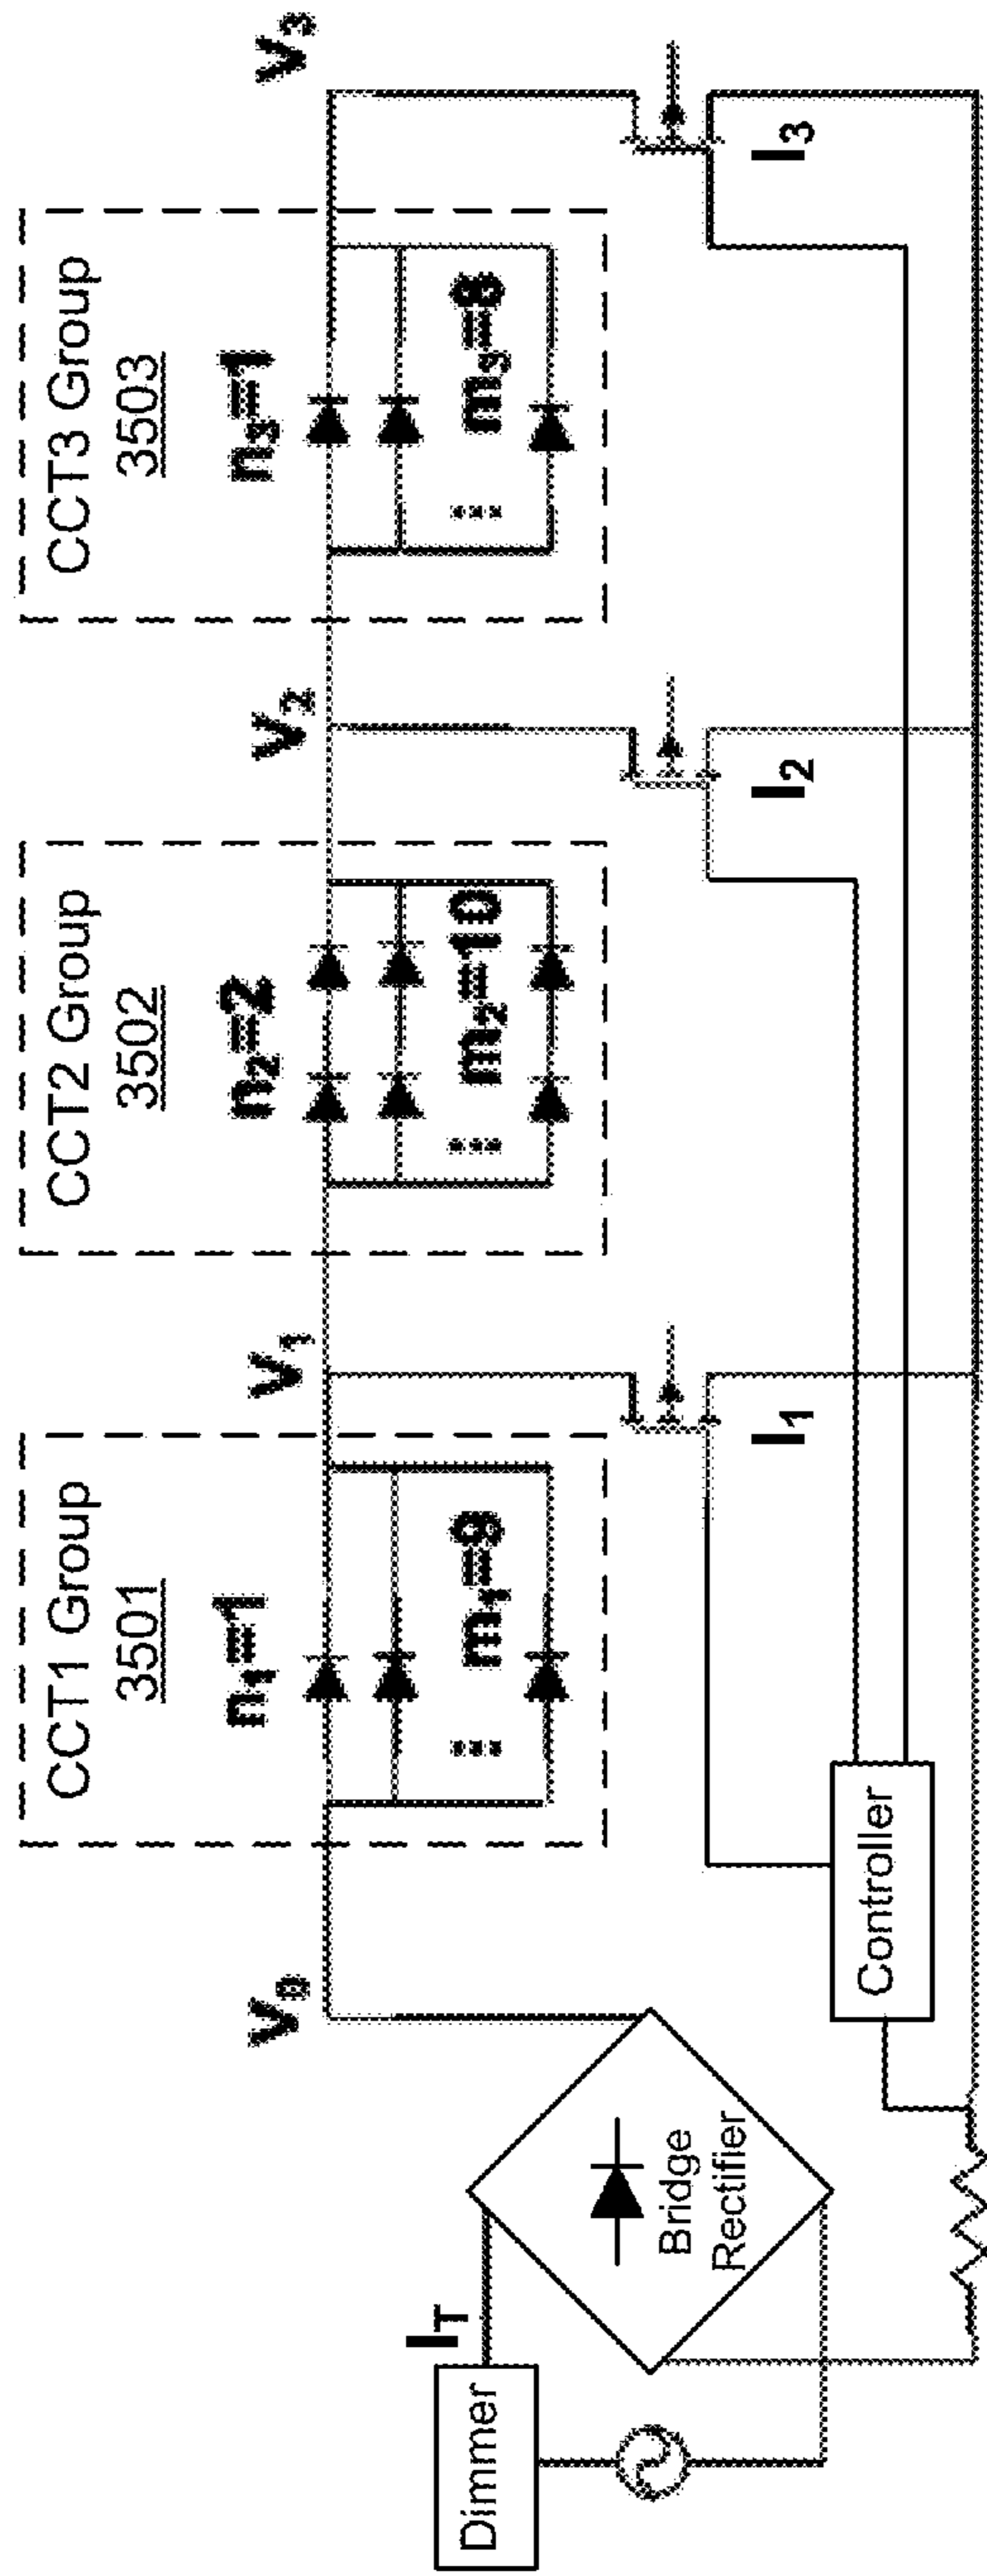 CCT1 Group
3501
n1=1
m1=9
⋮
CCT2 Group
3502
n2=2
m2=10
⋮
CCT3 Group
3503
n3=1
m3=8
⋮
V0
V1
V2
V3
I1
I2
I3
IT
Dimmer
Bridge
Rectifier
Controller